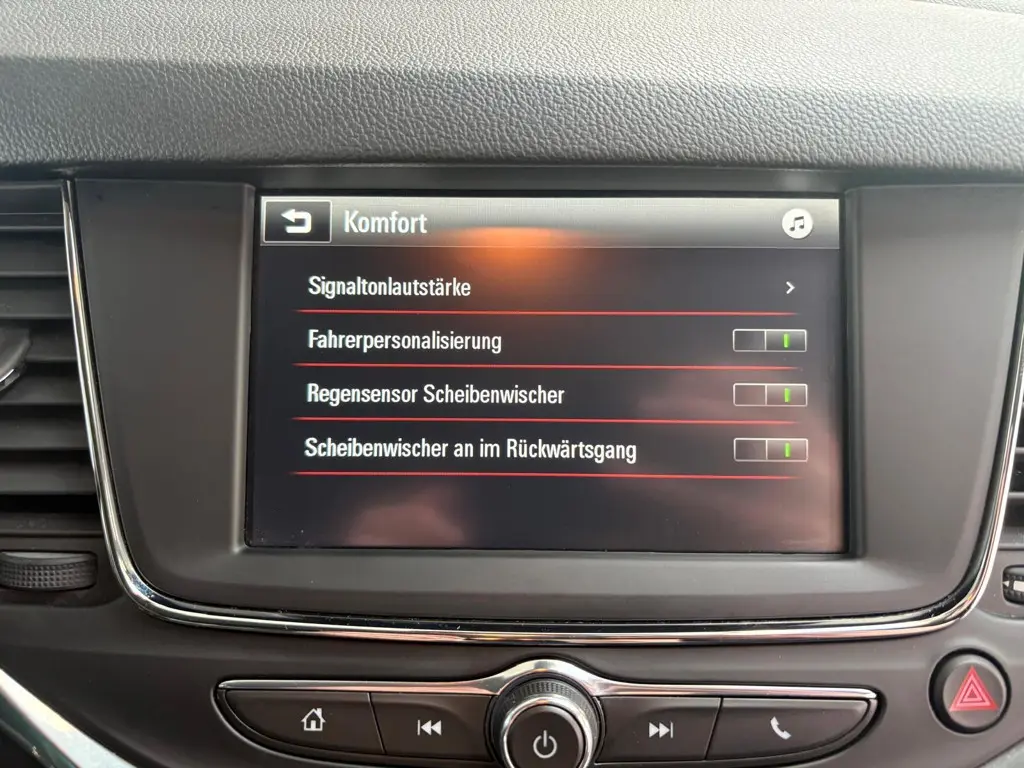 Komfort
Signaltonlautstärke
Fahrerpersonalisierung
Regensensor Scheibenwischer
Scheibenwischer an im Rückwärtsgang